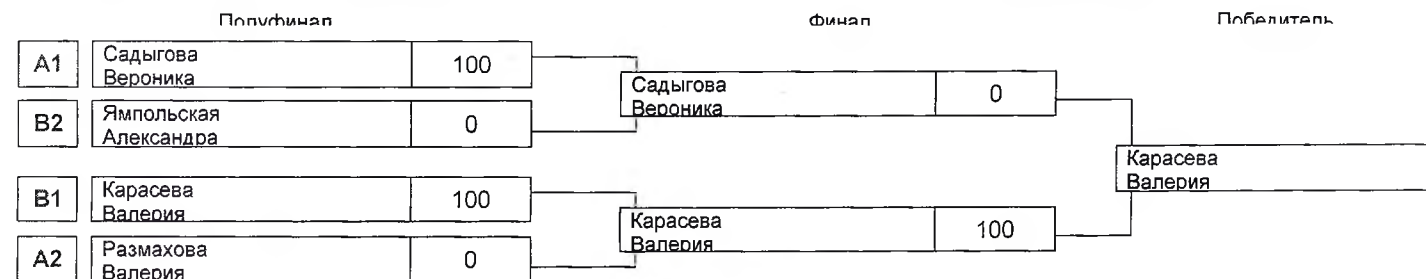 Полуфинал Финал Победитель
A1 Садыгова
Вероника 100
B2 Ямпольская
Александра 0
Садыгова
Вероника 0
B1 Карасева
Валерия 100
A2 Размахова
Валерия 0
Карасева
Валерия 100
Карасева
Валерия